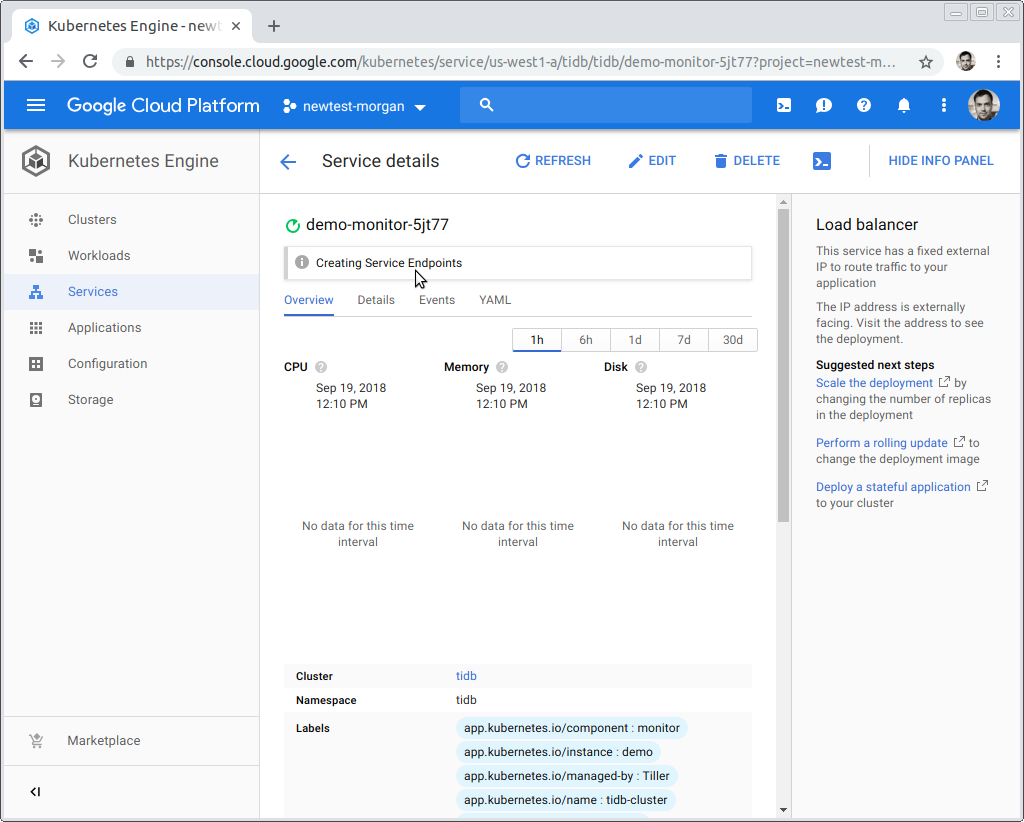 Kubernetes Engine - newt
https://console.cloud.google.com/kubernetes/service/us-west1-a/tidb/tidb/demo-monitor-5jt77?project=newtest-m...
Google Cloud Platform
newtest-morgan
Kubernetes Engine
Service details
REFRESH
EDIT
DELETE
HIDE INFO PANEL
Clusters
Workloads
Services
Applications
Configuration
Storage
Marketplace
demo-monitor-5jt77
Creating Service Endpoints
Overview
Details
Events
YAML
1h
6h
1d
7d
30d
CPU
Sep 19, 2018
12:10 PM
No data for this time
interval
Memory
Sep 19, 2018
12:10 PM
No data for this time
interval
Disk
Sep 19, 2018
12:10 PM
No data for this time
interval
Cluster
tidb
Namespace
tidb
Labels
app.kubernetes.io/component : monitor
app.kubernetes.io/instance : demo
app.kubernetes.io/managed-by : Tiller
app.kubernetes.io/name : tidb-cluster
Load balancer
This service has a fixed external
IP to route traffic to your
application
The IP address is externally
facing. Visit the address to see
the deployment.
Suggested next steps
Scale the deployment by
changing the number of replicas
in the deployment
Perform a rolling update to
change the deployment image
Deploy a stateful application
to your cluster